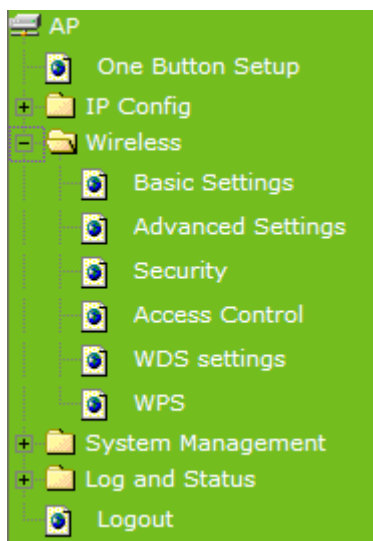 AP
One Button Setup
IP Config
Wireless
Basic Settings
Advanced Settings
Security
Access Control
WDS settings
WPS
System Management
Log and Status
Logout